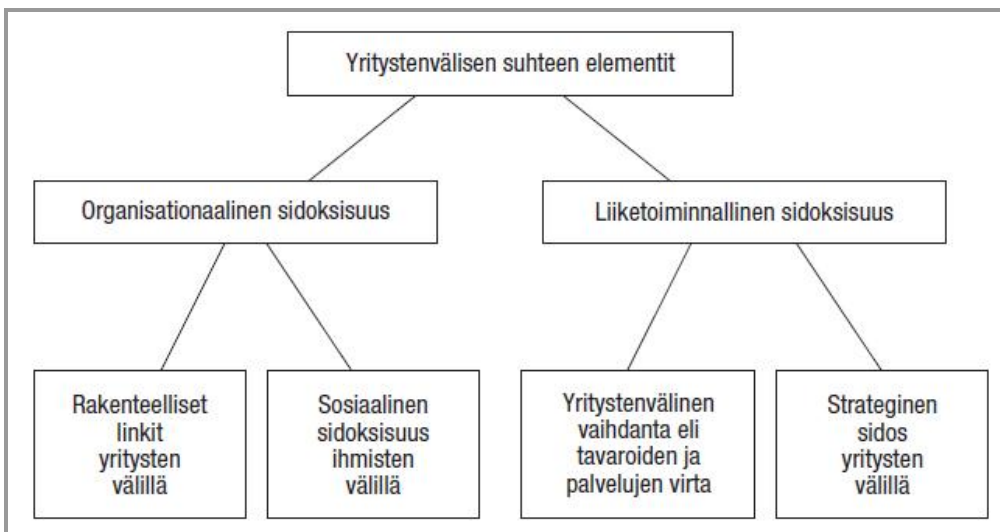 Yritystenvälisen suhteen elementit
Organisationaalinen sidoksisuus
Liiketoiminnallinen sidoksisuus
Rakenteelliset
linkit
yritysten
välillä
Sosiaalinen
sidoksisuus
ihmisten
välillä
Yritystenvälinen
vaihdanta eli
tavaroiden ja
palvelujen virta
Strateginen
sidos
yritysten
välillä